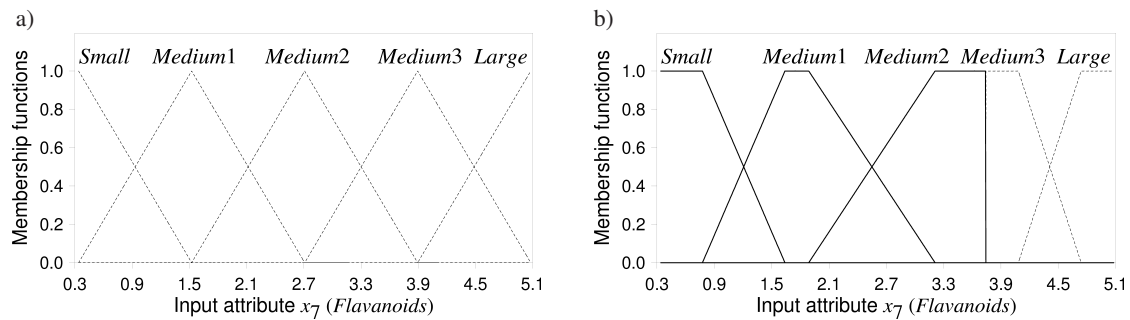 a)
Small Medium1 Medium2 Medium3 Large
Membership functions
1.0
0.8
0.6
0.4
0.2
0.0
0.3 0.9 1.5 2.1 2.7 3.3 3.9 4.5 5.1
Input attribute x7 (Flavanoids)
b)
Small Medium1 Medium2 Medium3 Large
Membership functions
1.0
0.8
0.6
0.4
0.2
0.0
0.3 0.9 1.5 2.1 2.7 3.3 3.9 4.5 5.1
Input attribute x7 (Flavanoids)